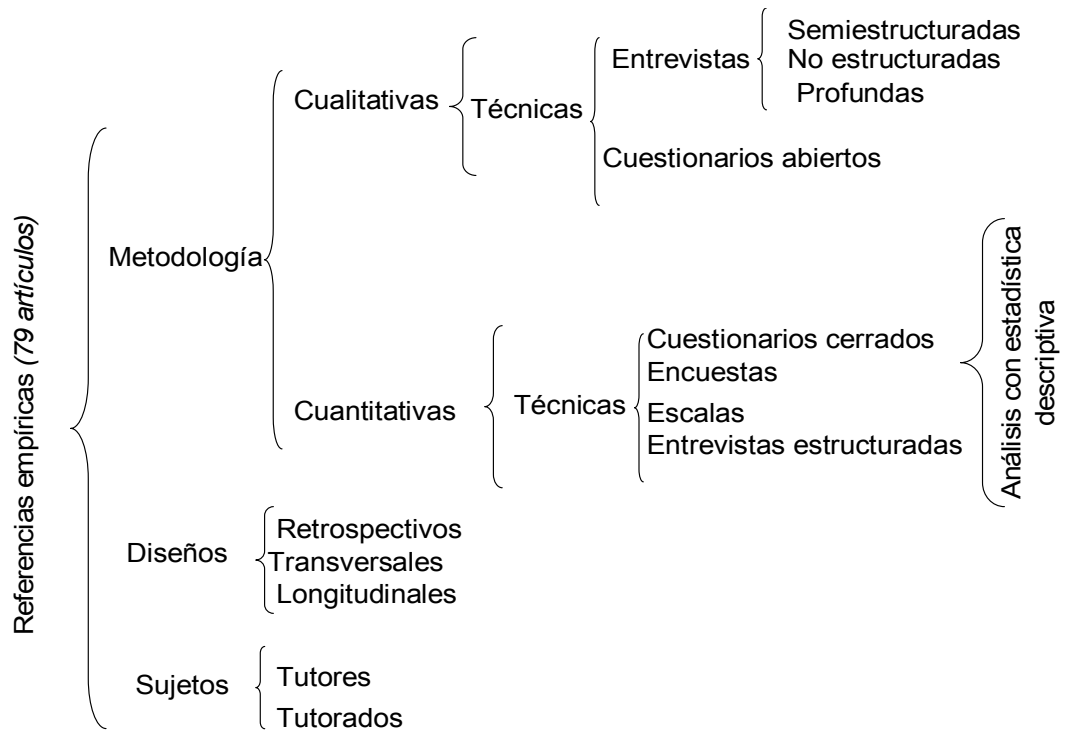 Referencias empíricas (79 artículos)
Metodología
Cualitativas
Técnicas
Entrevistas
Semiestructuradas
No estructuradas
Profundas
Cuestionarios abiertos
Cuantitativas
Técnicas
Cuestionarios cerrados
Encuestas
Escalas
Entrevistas estructuradas
Análisis con estadística
descriptiva
Diseños
Retrospectivos
Transversales
Longitudinales
Sujetos
Tutores
Tutorados